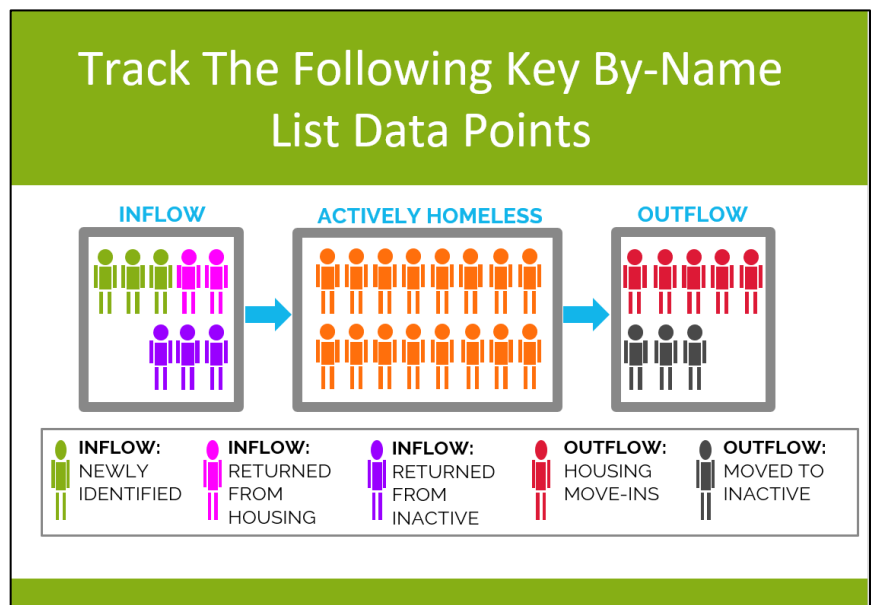 Track The Following Key By-Name
List Data Points
INFLOW
ACTIVELY HOMELESS
OUTFLOW
INFLOW:
NEWLY
IDENTIFIED
INFLOW:
RETURNED
FROM
HOUSING
INFLOW:
RETURNED
FROM
INACTIVE
OUTFLOW:
HOUSING
MOVE-INS
OUTFLOW:
MOVED TO
INACTIVE